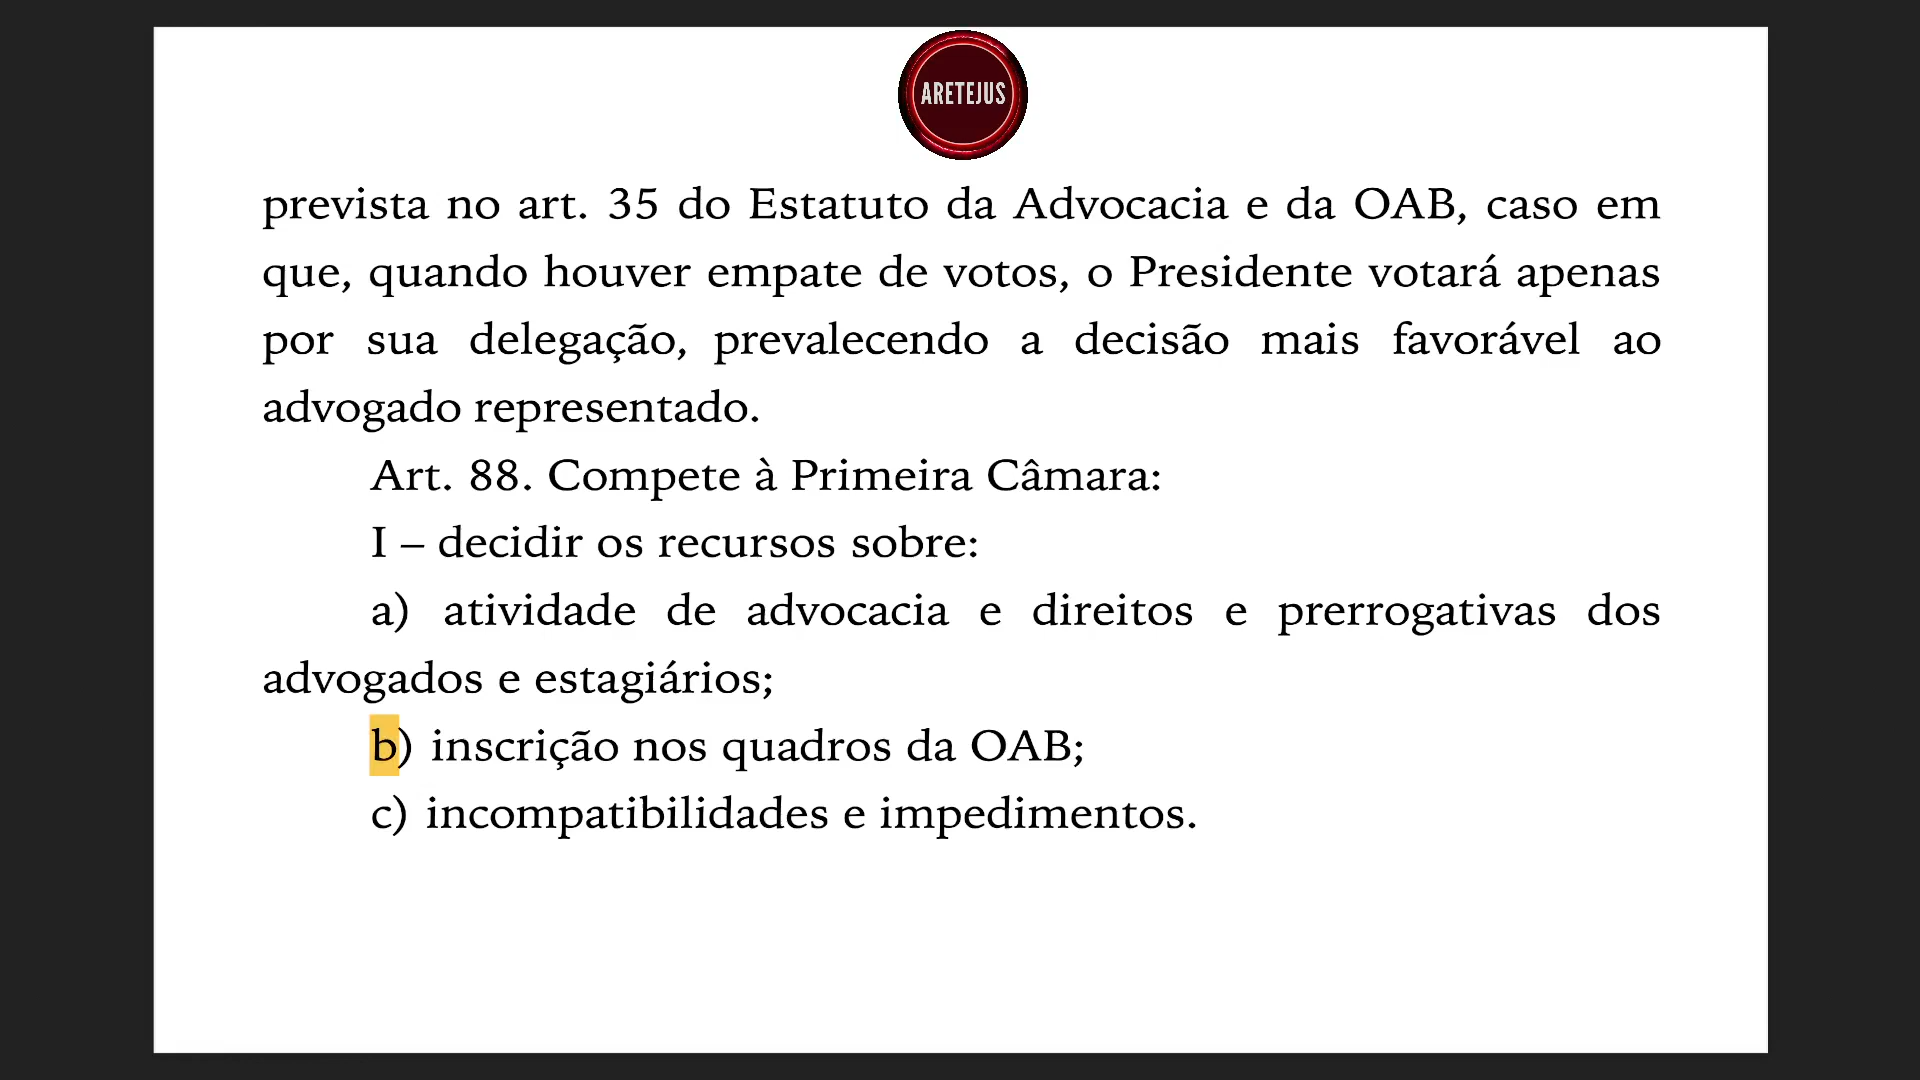 ARETEJUS
prevista no art. 35 do Estatuto da Advocacia e da OAB, caso em
que, quando houver empate de votos, o Presidente votará apenas
por sua delegação, prevalecendo a decisão mais favorável ao
advogado representado.
Art. 88. Compete à Primeira Câmara:
I – decidir os recursos sobre:
a) atividade de advocacia e direitos e prerrogativas dos
advogados e estagiários;
b) inscrição nos quadros da OAB;
c) incompatibilidades e impedimentos.